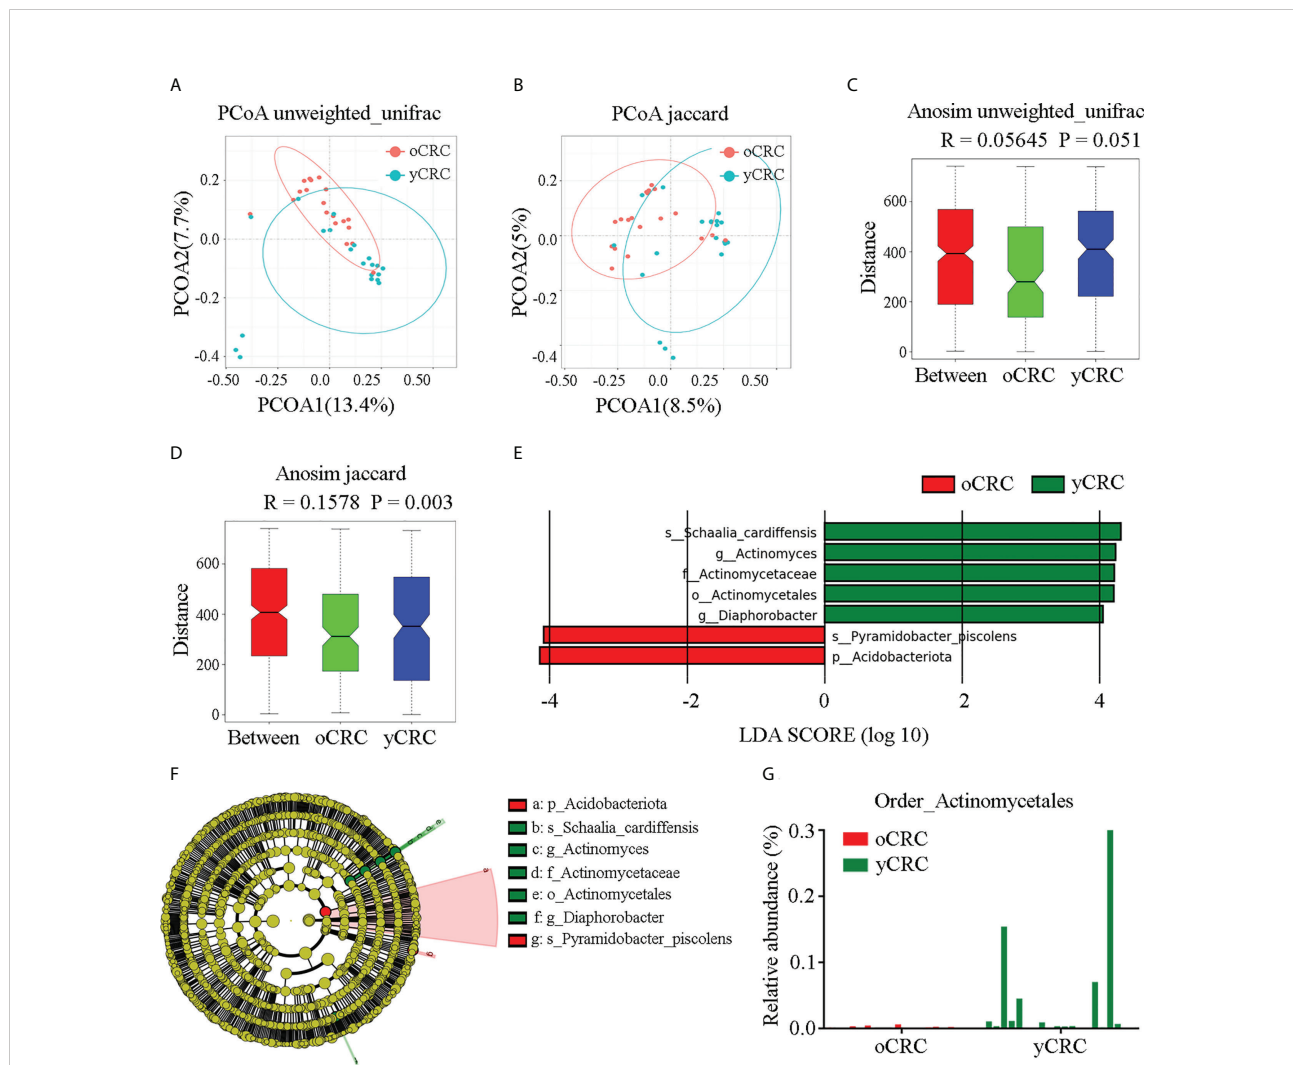 A
PCoA unweighted_unifrac
oCRC
yCRC
PCOA2(7.7%)
0.2
0.0
-0.2
-0.4
-0.50 -0.25 0.0 0.25 0.50
PCOA1(13.4%)
B
PCoA jaccard
oCRC
yCRC
PCOA2(5%)
0.2
0.0
-0.2
-0.4
-0.50 -0.25 0.0 0.25 0.50
PCOA1(8.5%)
C
Anosim unweighted_unifrac
R = 0.05645 P = 0.051
Distance
600
400
200
0
Between oCRC yCRC
D
Anosim jaccard
R = 0.1578 P = 0.003
Distance
600
400
200
0
Between oCRC yCRC
E
oCRC yCRC
s__Schaalia_cardiffensis
g__Actinomyces
f__Actinomycetaceae
o__Actinomycetales
g__Diaphorobacter
s__Pyramidobacter_piscolens
p__Acidobacteriota
-4 -2 0 2 4
LDA SCORE (log 10)
F
a: p_Acidobacteriota
b: s_Schaalia_cardiffensis
c: g_Actinomyces
d: f_Actinomycetaceae
e: o_Actinomycetales
f: g_Diaphorobacter
g: s_Pyramidobacter_piscolens
G
Order_Actinomycetales
oCRC
yCRC
Relative abundance (%)
0.3
0.2
0.1
0.0
oCRC yCRC